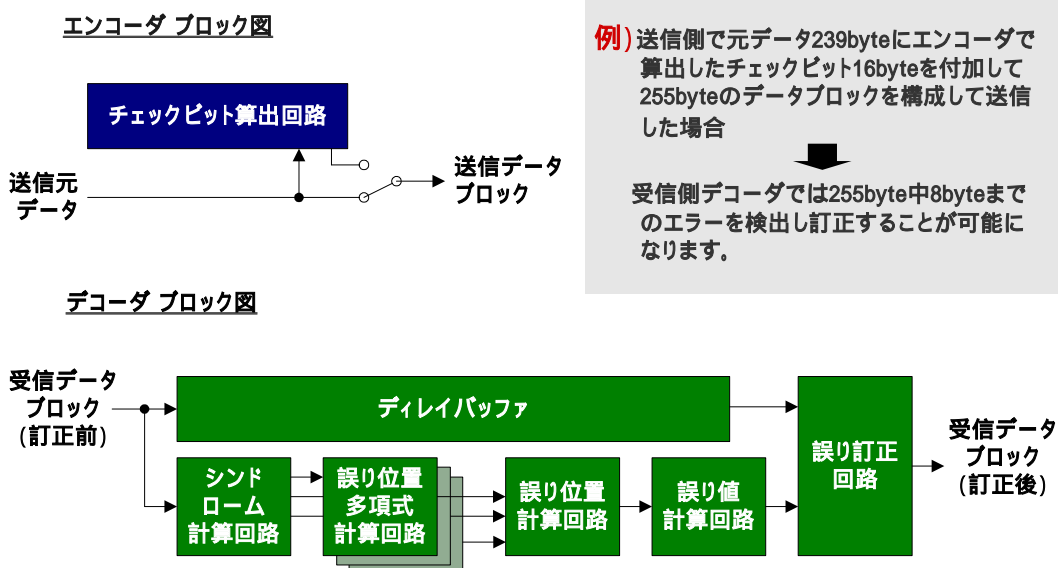 エンコーダ ブロック図
チェックビット算出回路
送信元
データ
送信データ
ブロック
例)送信側で元データ239byteにエンコーダで
算出したチェックビット16byteを付加して
255byteのデータブロックを構成して送信
した場合
受信側デコーダでは255byte中8byteまで
のエラーを検出し訂正することが可能に
なります。
デコーダ ブロック図
受信データ
ブロック
(訂正前)
ディレイバッファ
シンド
ローム
計算回路
誤り位置
多項式
計算回路
誤り位置
計算回路
誤り値
計算回路
誤り訂正
回路
受信データ
ブロック
(訂正後)